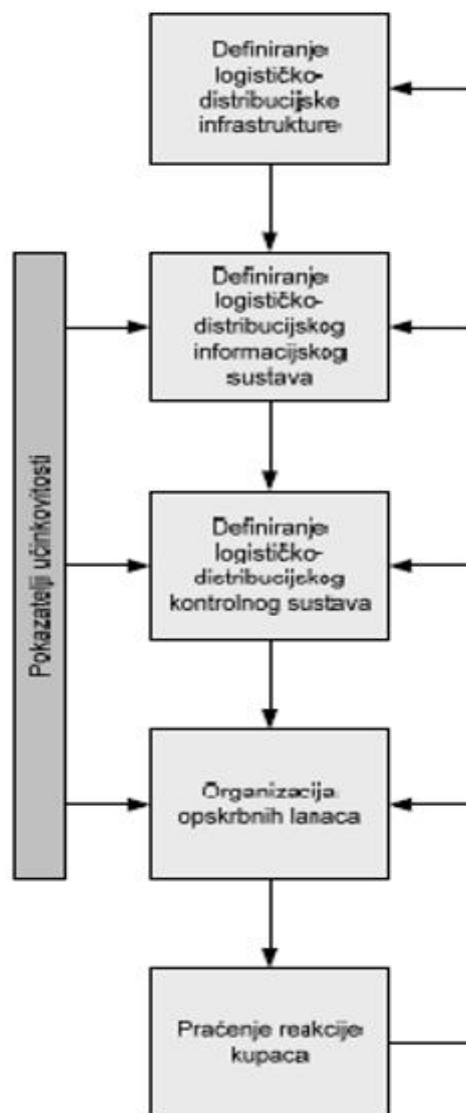 Definiranje
logističko-
distribucijske
infrastrukture
Definiranje
logističko-
distribucijskog
informacijskog
sustava
Pokazatelji učinkovitosti
Definiranje
logističko-
distribucijskog
kontrolnog sustava
Organizacija
opskrbnih lanaca
Praćenje reakcije
kupaca